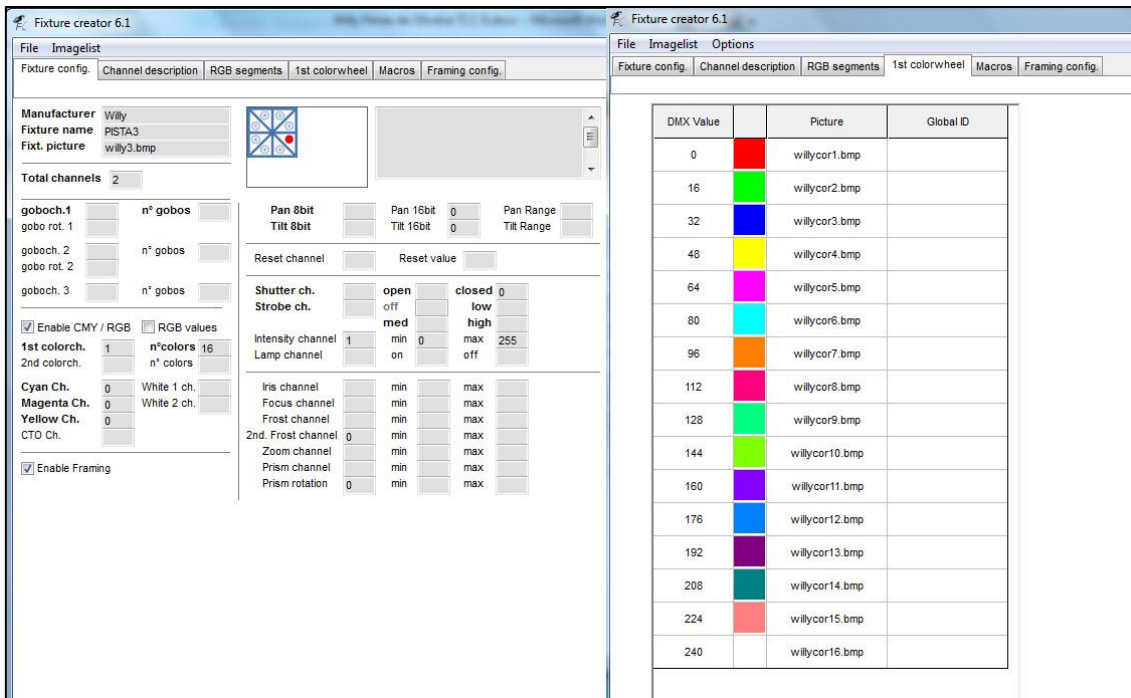 Fixture creator 6.1
File Imagelist
Fixture config. Channel description RGB segments 1st colorwheel Macros Framing config.
Manufacturer Willy
Fixture name PISTA3
Fixt. picture willy3.bmp
Total channels 2
goboch.1 n° gobos
gobo rot. 1
goboch. 2 n° gobos
gobo rot. 2
goboch. 3 n° gobos
Enable CMY / RGB RGB values
1st colorch. 1 n°colors 16
2nd colorch. n° colors
Cyan Ch. 0 White 1 ch.
Magenta Ch. 0 White 2 ch.
Yellow Ch. 0
CTO Ch.
Enable Framing
Pan 8bit Pan 16bit 0 Pan Range
Tilt 8bit Tilt 16bit 0 Tilt Range
Reset channel Reset value
Shutter ch. open closed 0
Strobe ch. off low
med high
Intensity channel 1 min 0 max 255
Lamp channel on off
Iris channel min max
Focus channel min max
Frost channel min max
2nd. Frost channel 0 min max
Zoom channel min max
Prism channel min max
Prism rotation 0 min max
Fixture creator 6.1
File Imagelist Options
Fixture config. Channel description RGB segments 1st colorwheel Macros Framing config.
DMX Value Picture Global ID
0 willycor1.bmp
16 willycor2.bmp
32 willycor3.bmp
48 willycor4.bmp
64 willycor5.bmp
80 willycor6.bmp
96 willycor7.bmp
112 willycor8.bmp
128 willycor9.bmp
144 willycor10.bmp
160 willycor11.bmp
176 willycor12.bmp
192 willycor13.bmp
208 willycor14.bmp
224 willycor15.bmp
240 willycor16.bmp